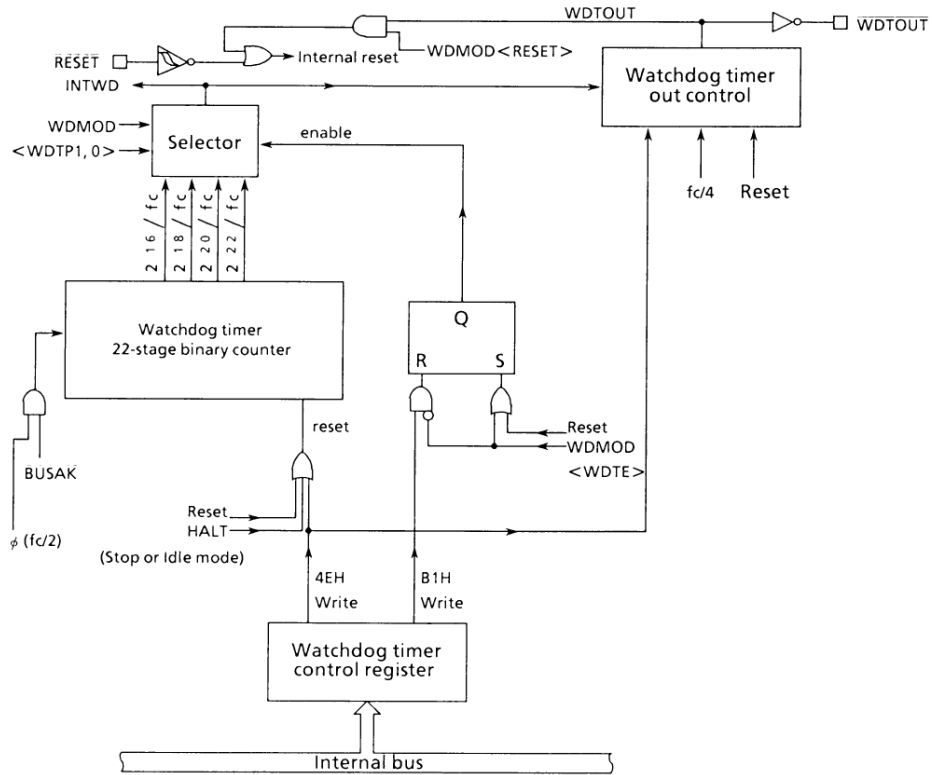 WDTOUT
WDTOUT
RESET
Internal reset
WDMOD<RESET>
INTWD
Watchdog timer
out control
WDMOD
<WDTP1, 0>
Selector
enable
fc/4
Reset
2 16 / fc
2 18 / fc
2 20 / fc
2 22 / fc
Watchdog timer
22-stage binary counter
Q
R
S
reset
Reset
WDMOD
<WDTE>
BUSAK
φ (fc/2)
Reset
HALT
(Stop or Idle mode)
4EH
Write
B1H
Write
Watchdog timer
control register
Internal bus